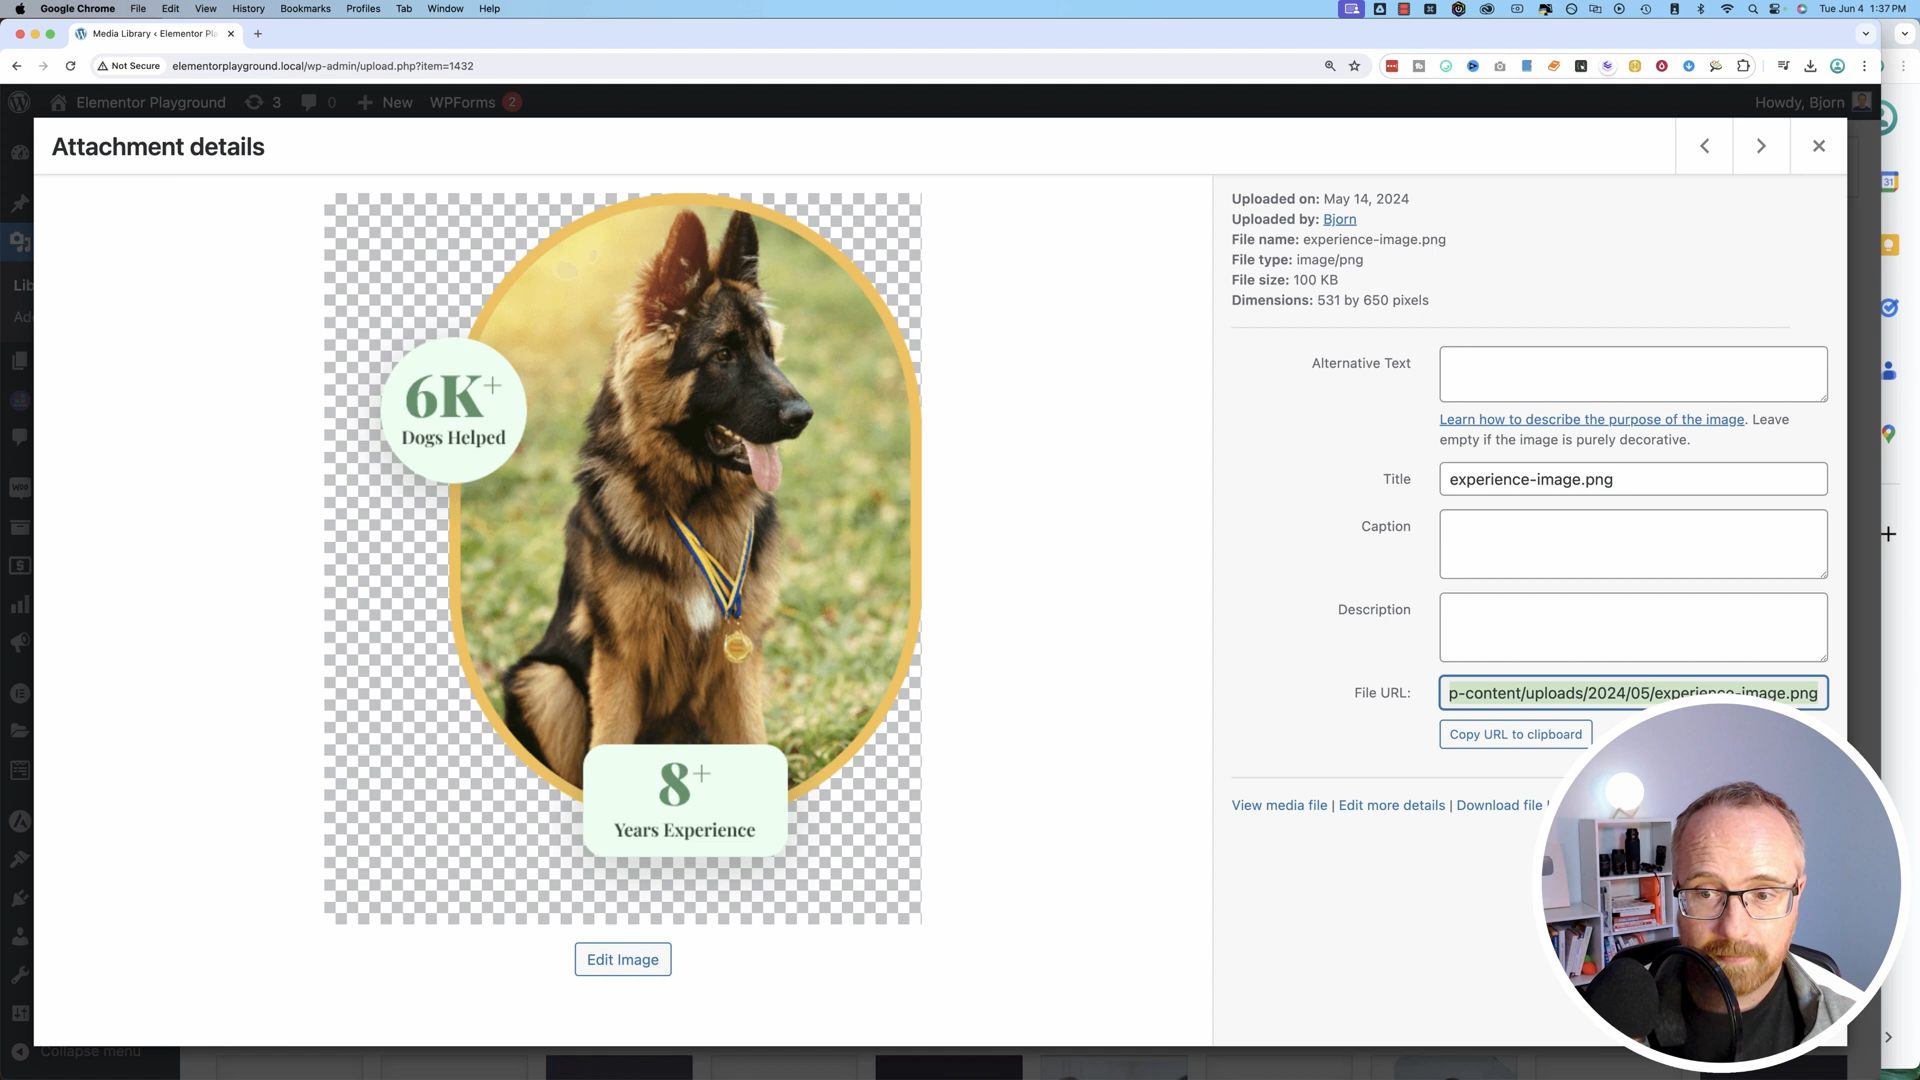 Google Chrome File Edit View History Bookmarks Profiles Tab Window Help Tue Jun 4 1:37 PM
Media Library ‹ Elementor Pla
Not Secure elementorplayground.local/wp-admin/upload.php?item=1432
Elementor Playground 3 0 New WPForms 2 Howdy, Bjorn
Attachment details
Uploaded on: May 14, 2024
Uploaded by: Bjorn
File name: experience-image.png
File type: image/png
File size: 100 KB
Dimensions: 531 by 650 pixels
Alternative Text
Learn how to describe the purpose of the image. Leave
empty if the image is purely decorative.
Title experience-image.png
Caption
Description
File URL: p-content/uploads/2024/05/experience-image.png
Copy URL to clipboard
View media file | Edit more details | Download file
6K+
Dogs Helped
8+
Years Experience
Edit Image
Lib
Ad
Woo
31
Collapse menu